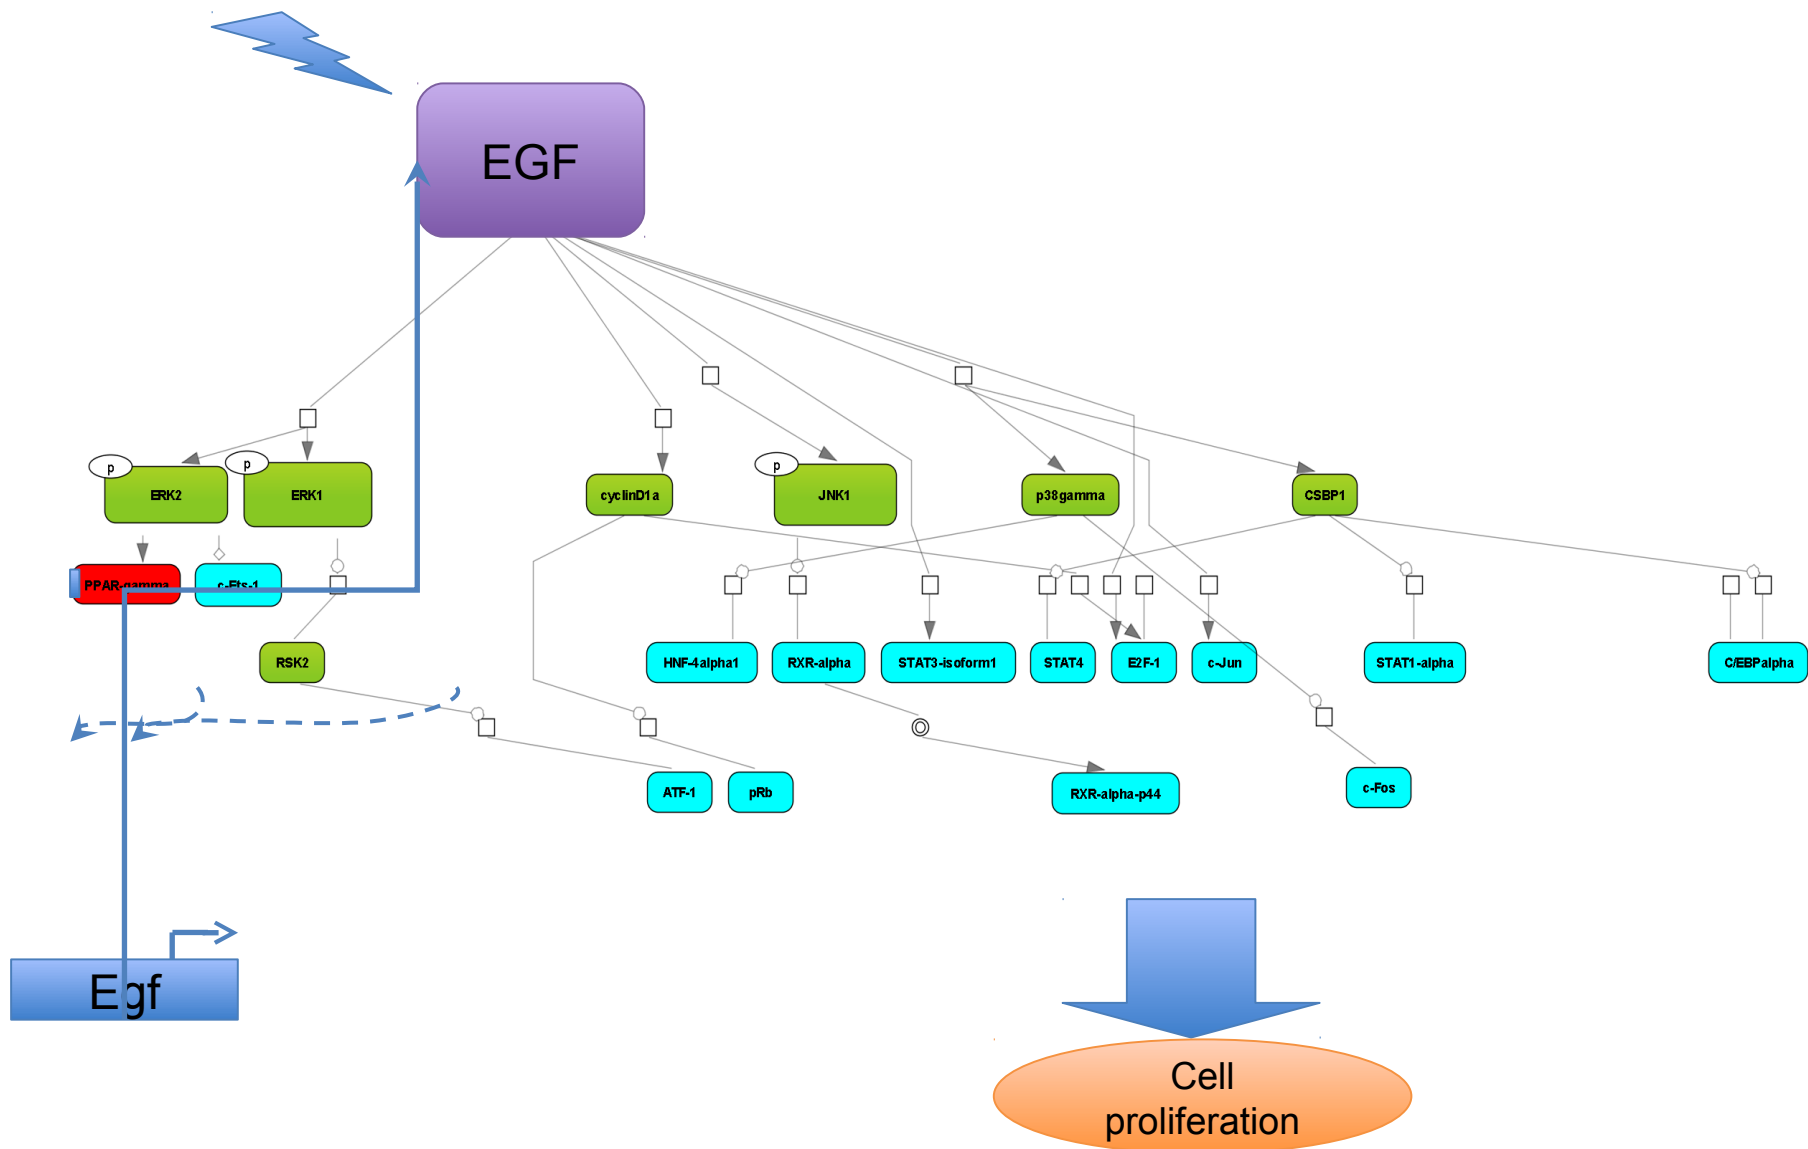 EGF
p
p
p
ERK2
ERK1
cyclinD1a
JNK1
p38gamma
CSBP1
PPAR-gamma
c-Ets-1
RSK2
HNF-4alpha1
RXR-alpha
STAT3-isoform1
STAT4
E2F-1
c-Jun
STAT1-alpha
C/EBPalpha
ATF-1
pRb
RXR-alpha-p44
c-Fos
Egf
Cell
proliferation